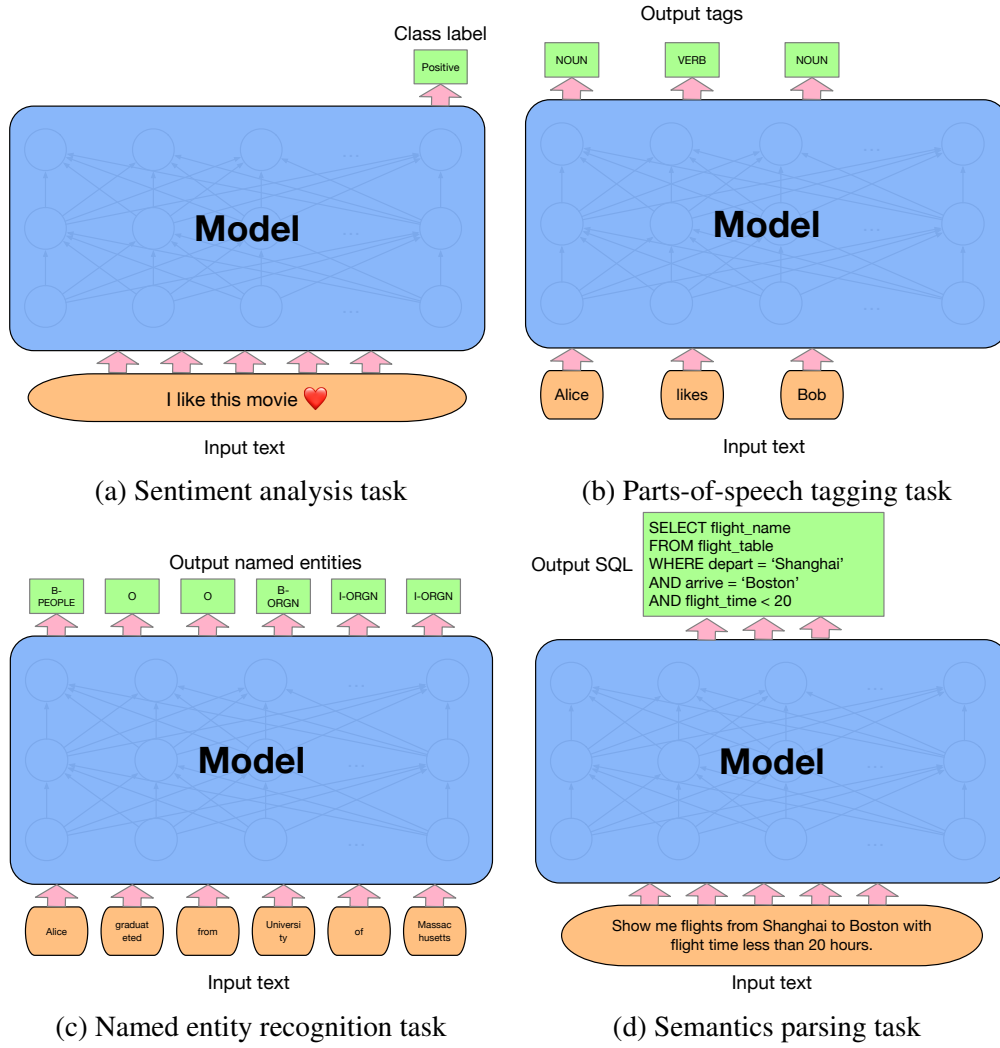 Class label
Positive
Model
I like this movie ❤️
Input text
(a) Sentiment analysis task
Output tags
NOUN
VERB
NOUN
Model
Alice
likes
Bob
Input text
(b) Parts-of-speech tagging task
Output named entities
B-
PEOPLE
O
O
B-
ORGN
I-ORGN
I-ORGN
Model
Alice
graduat
eted
from
Universi
ty
of
Massac
husetts
Input text
(c) Named entity recognition task
Output SQL
SELECT flight_name
FROM flight_table
WHERE depart = ‘Shanghai’
AND arrive = ‘Boston’
AND flight_time < 20
Model
Show me flights from Shanghai to Boston with
flight time less than 20 hours.
Input text
(d) Semantics parsing task